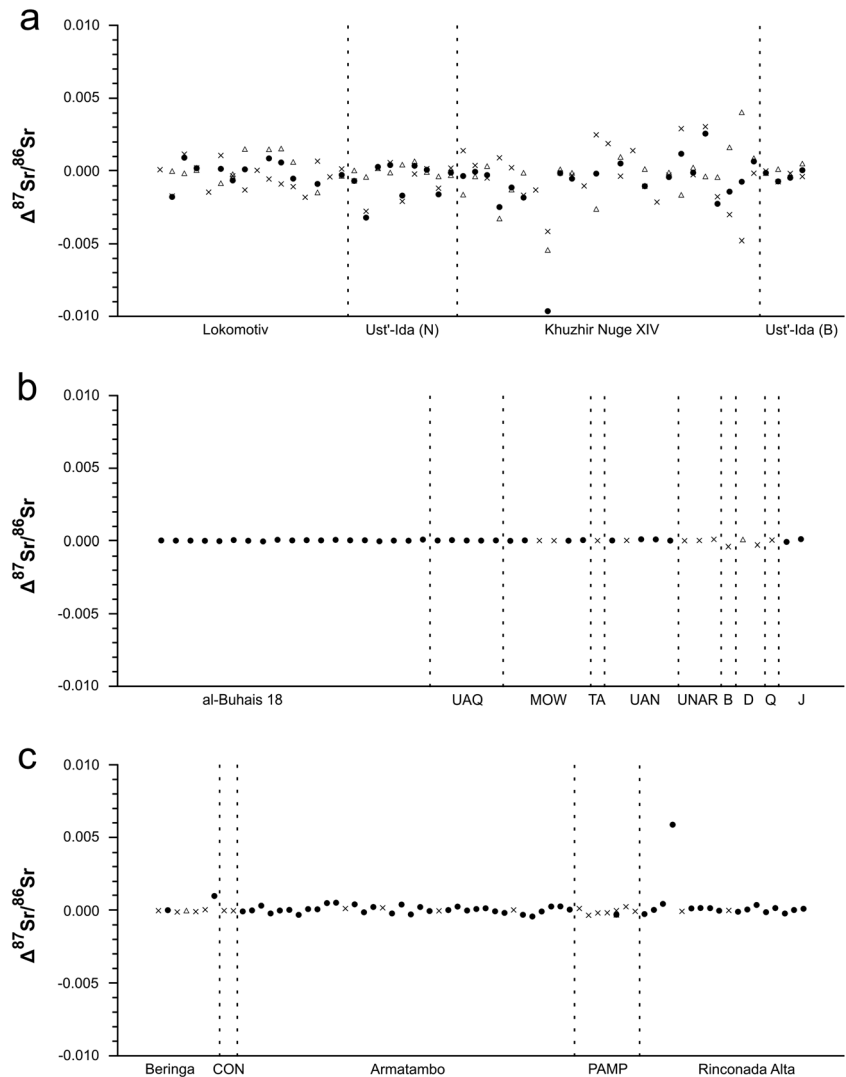 a
0.010
0.005
0.000
-0.005
-0.010
Δ87Sr/86Sr
Lokomotiv Ust'-Ida (N) Khuzhir Nuge XIV Ust'-Ida (B)
b
0.010
0.005
0.000
-0.005
-0.010
Δ87Sr/86Sr
al-Buhais 18 UAQ MOW TA UAN UNAR B D Q J
c
0.010
0.005
0.000
-0.005
-0.010
Δ87Sr/86Sr
Beringa CON Armatambo PAMP Rinconada Alta